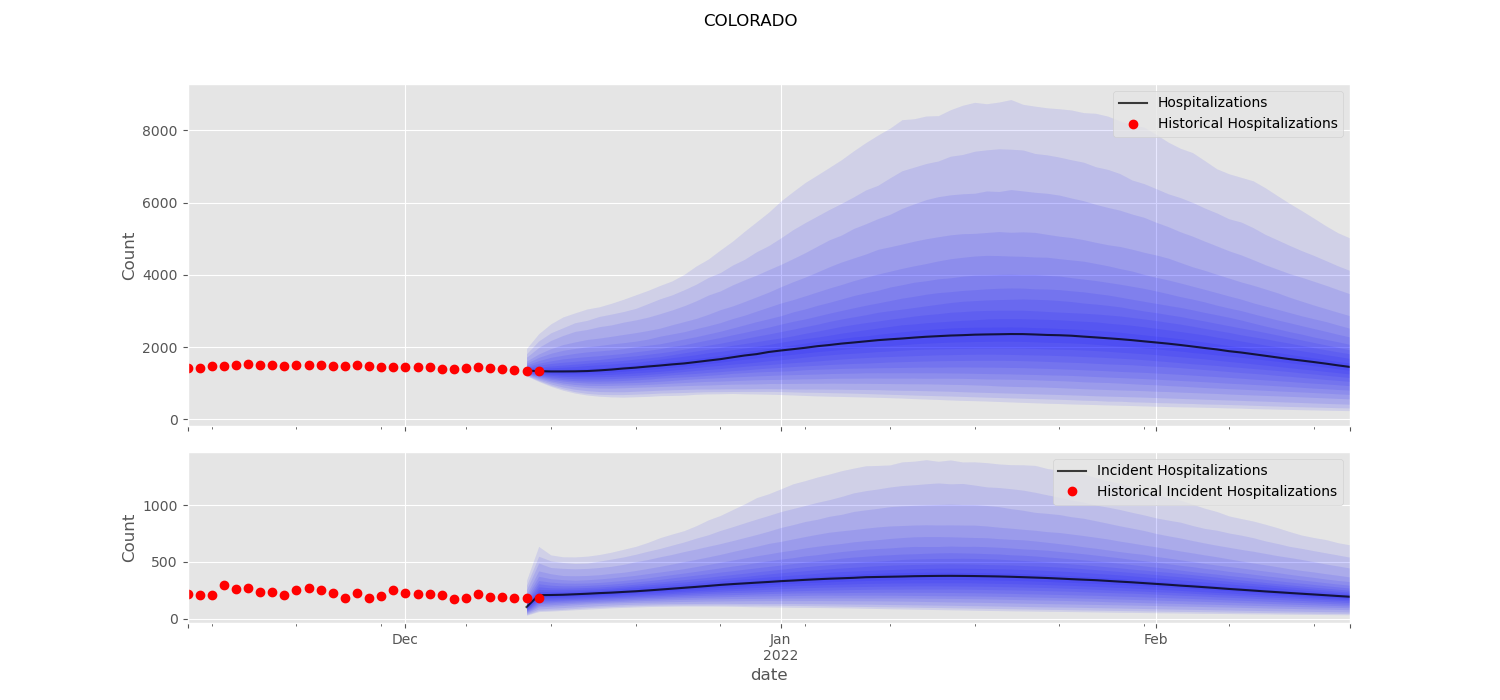 COLORADO
Hospitalizations
Historical Hospitalizations
8000
6000
4000
2000
0
Count
Incident Hospitalizations
Historical Incident Hospitalizations
1000
500
0
Count
Dec
Jan
2022
Feb
date